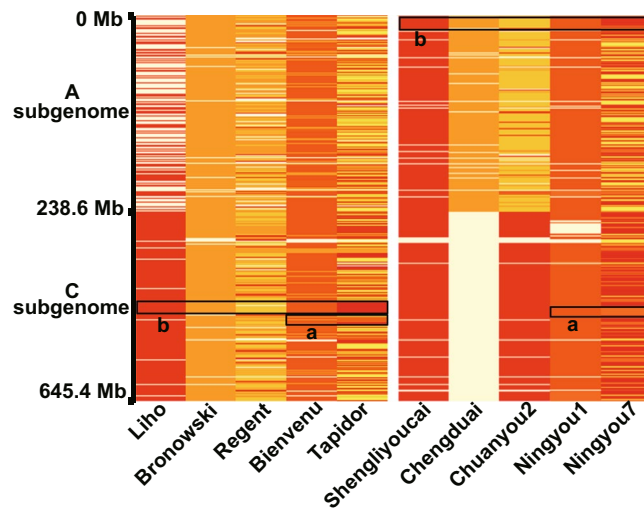 0 Mb
b
A
subgenome
238.6 Mb
C
subgenome
b
a
a
645.4 Mb
Liho
Bronowski
Regent
Bienvenu
Tapidor
Shengliyoucai
Chengduai
Chuanyou2
Ningyou1
Ningyou7